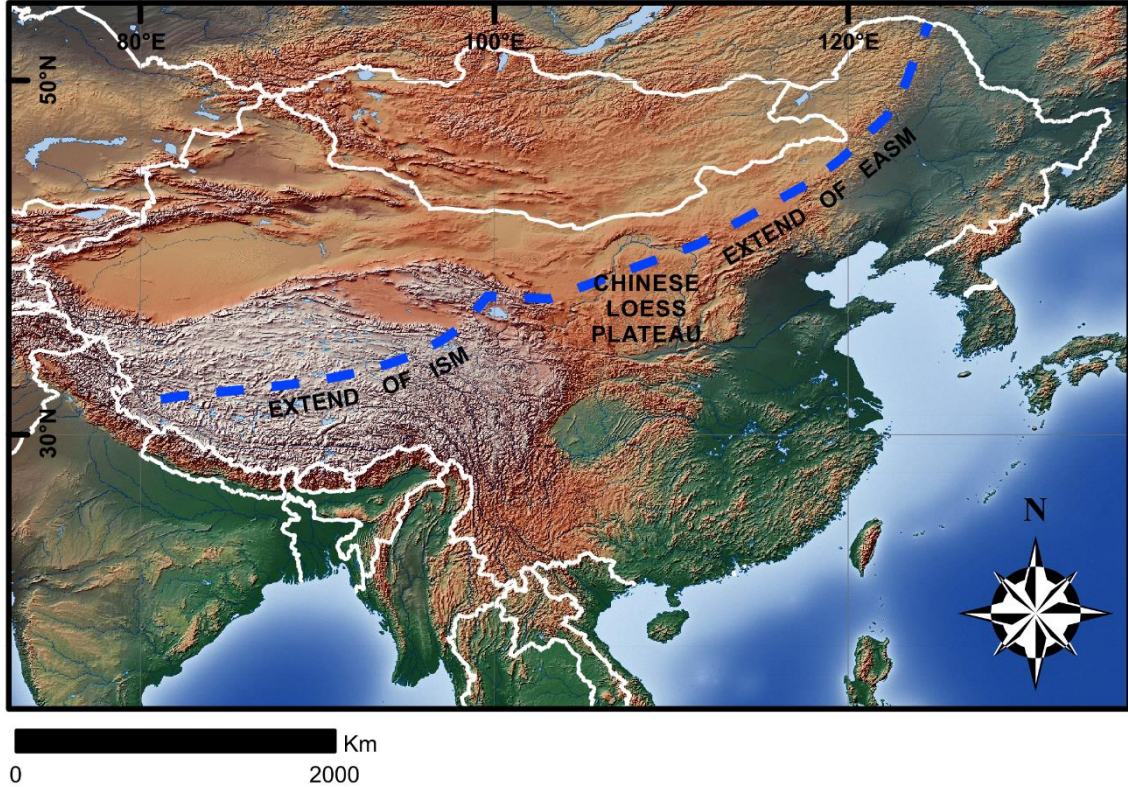 80°E
100°E
120°E
50°N
EXTEND OF EASM
CHINESE
LOESS
PLATEAU
EXTEND OF ISM
30°N
N
Km
0
2000